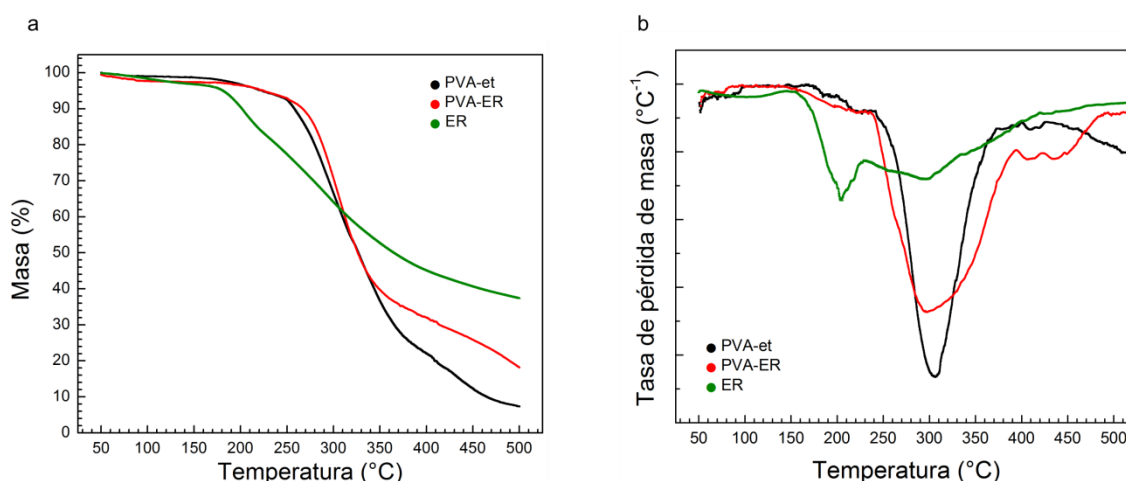 a
Masa (%)
100
90
80
70
60
50
40
30
20
10
0
PVA-et
PVA-ER
ER
50 100 150 200 250 300 350 400 450 500
Temperatura (°C)
b
Tasa de pérdida de masa (°C⁻¹)
PVA-et
PVA-ER
ER
50 100 150 200 250 300 350 400 450 500
Temperatura (°C)